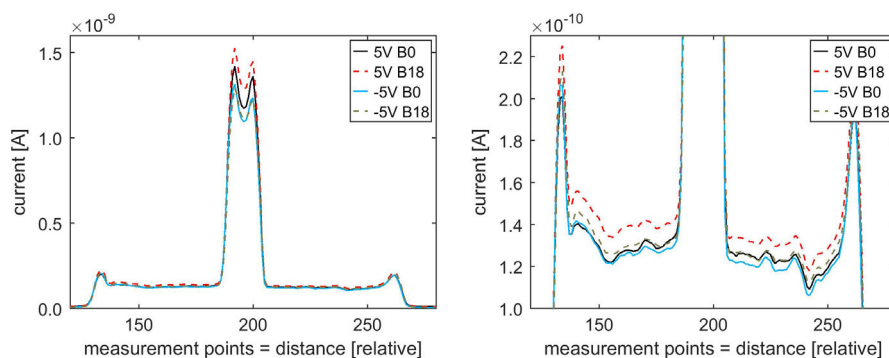 ×10⁻⁹
1.5
1.0
0.5
0.0
current [A]
150
200
250
measurement points = distance [relative]
5V B0
5V B18
-5V B0
-5V B18
×10⁻¹⁰
2.2
2.0
1.8
1.6
1.4
1.2
1.0
current [A]
150
200
250
measurement points = distance [relative]
5V B0
5V B18
-5V B0
-5V B18